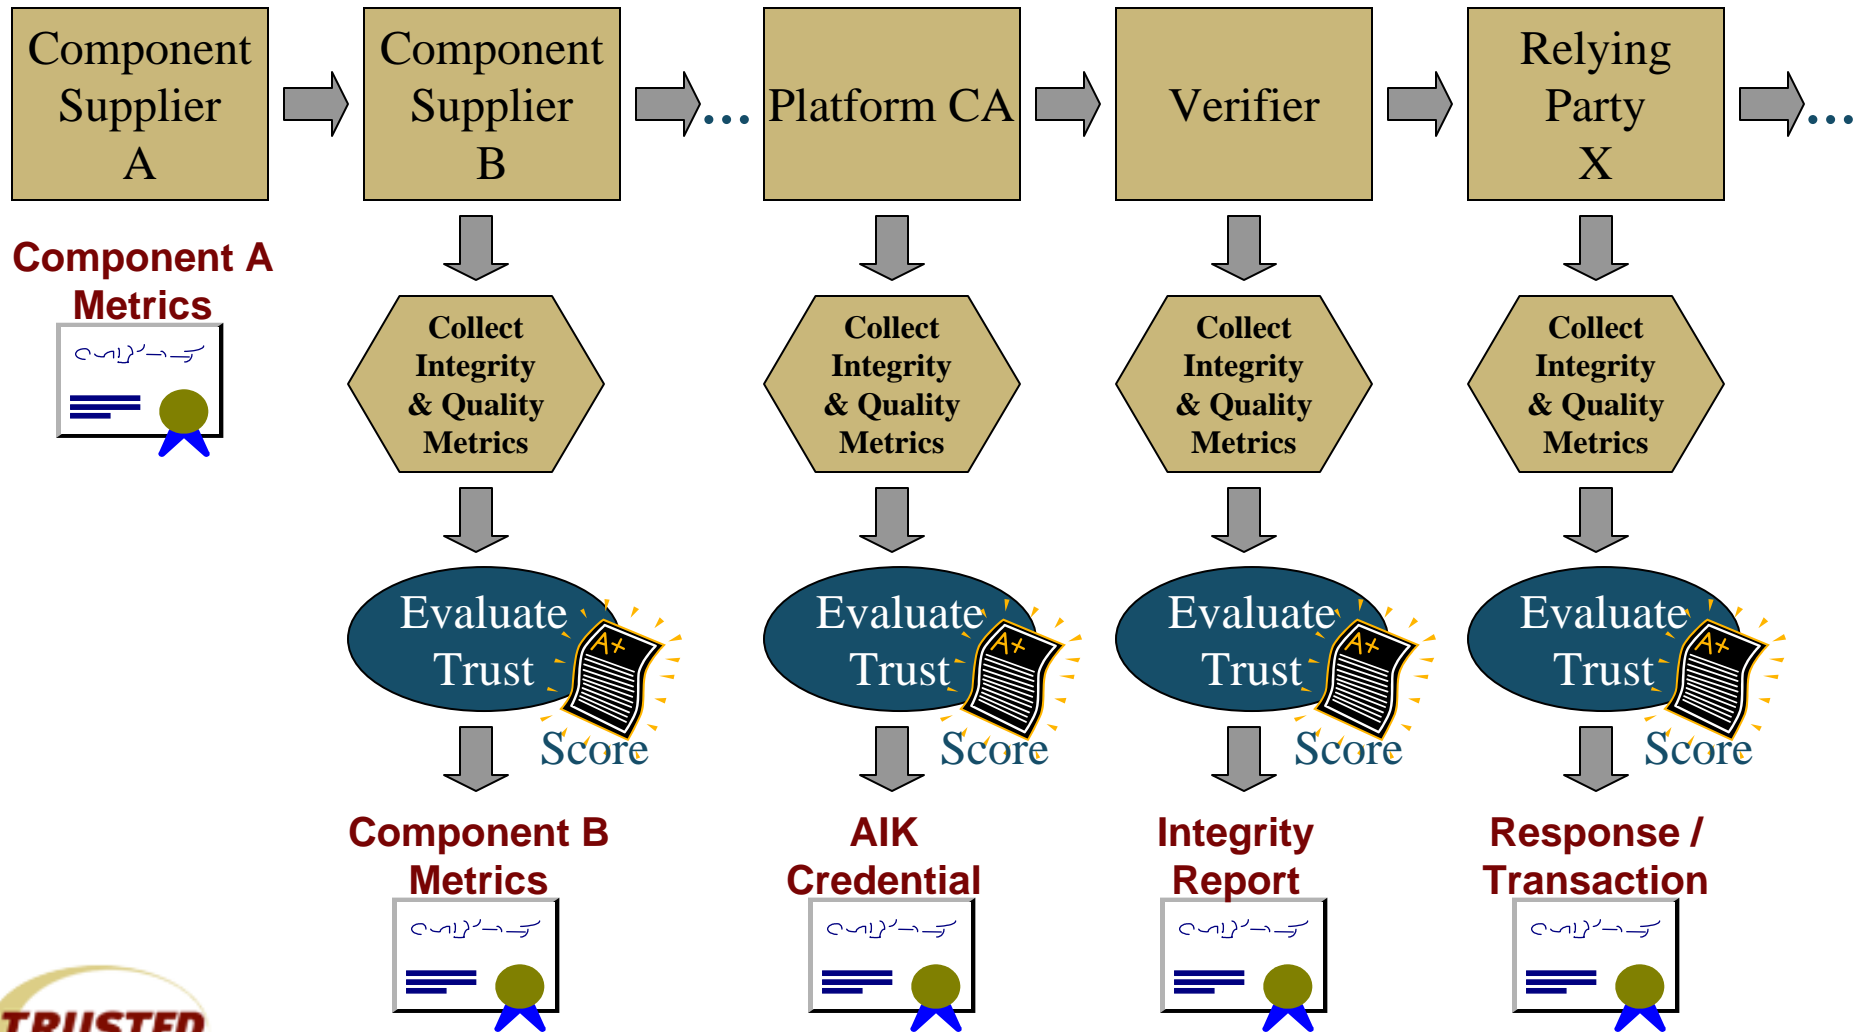 Component
Supplier
A
Component
Supplier
B
...
Platform CA
Verifier
Relying
Party
X
...
Component A
Metrics
Collect
Integrity
& Quality
Metrics
Collect
Integrity
& Quality
Metrics
Collect
Integrity
& Quality
Metrics
Collect
Integrity
& Quality
Metrics
Evaluate
Trust
A+
Score
Evaluate
Trust
A+
Score
Evaluate
Trust
A+
Score
Evaluate
Trust
A+
Score
Component B
Metrics
AIK
Credential
Integrity
Report
Response /
Transaction
TRUSTED